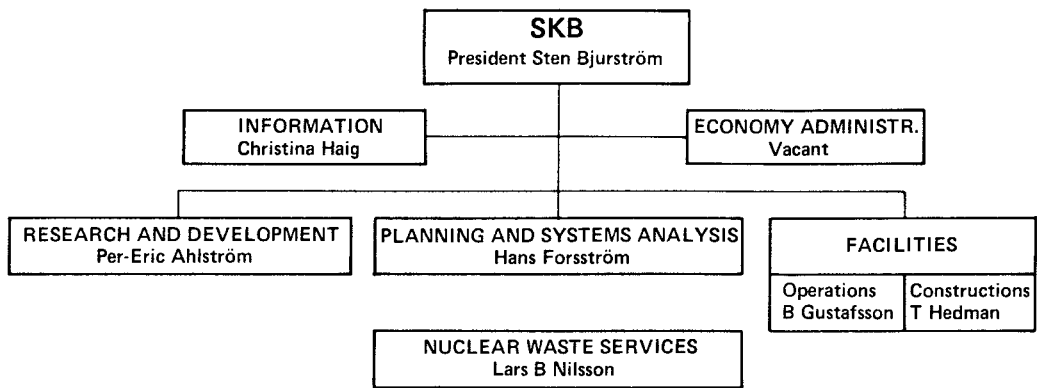 SKB
President Sten Bjurström
INFORMATION
Christina Haig
ECONOMY ADMINISTR.
Vacant
RESEARCH AND DEVELOPMENT
Per-Eric Ahlström
PLANNING AND SYSTEMS ANALYSIS
Hans Forsström
FACILITIES
Operations
B Gustafsson
Constructions
T Hedman
NUCLEAR WASTE SERVICES
Lars B Nilsson